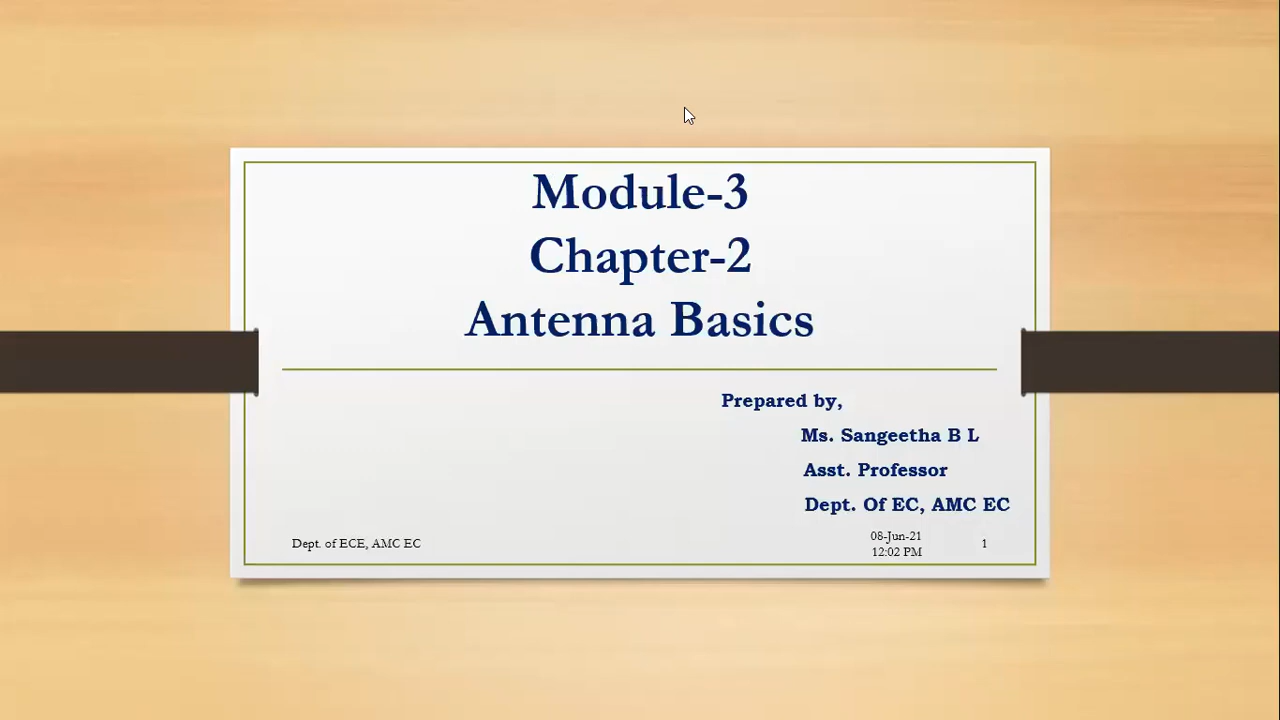 Module-3
Chapter-2
Antenna Basics
Prepared by,
Ms. Sangeetha B L
Asst. Professor
Dept. Of EC, AMC EC
Dept. of ECE, AMC EC
08-Jun-21
12:02 PM
1